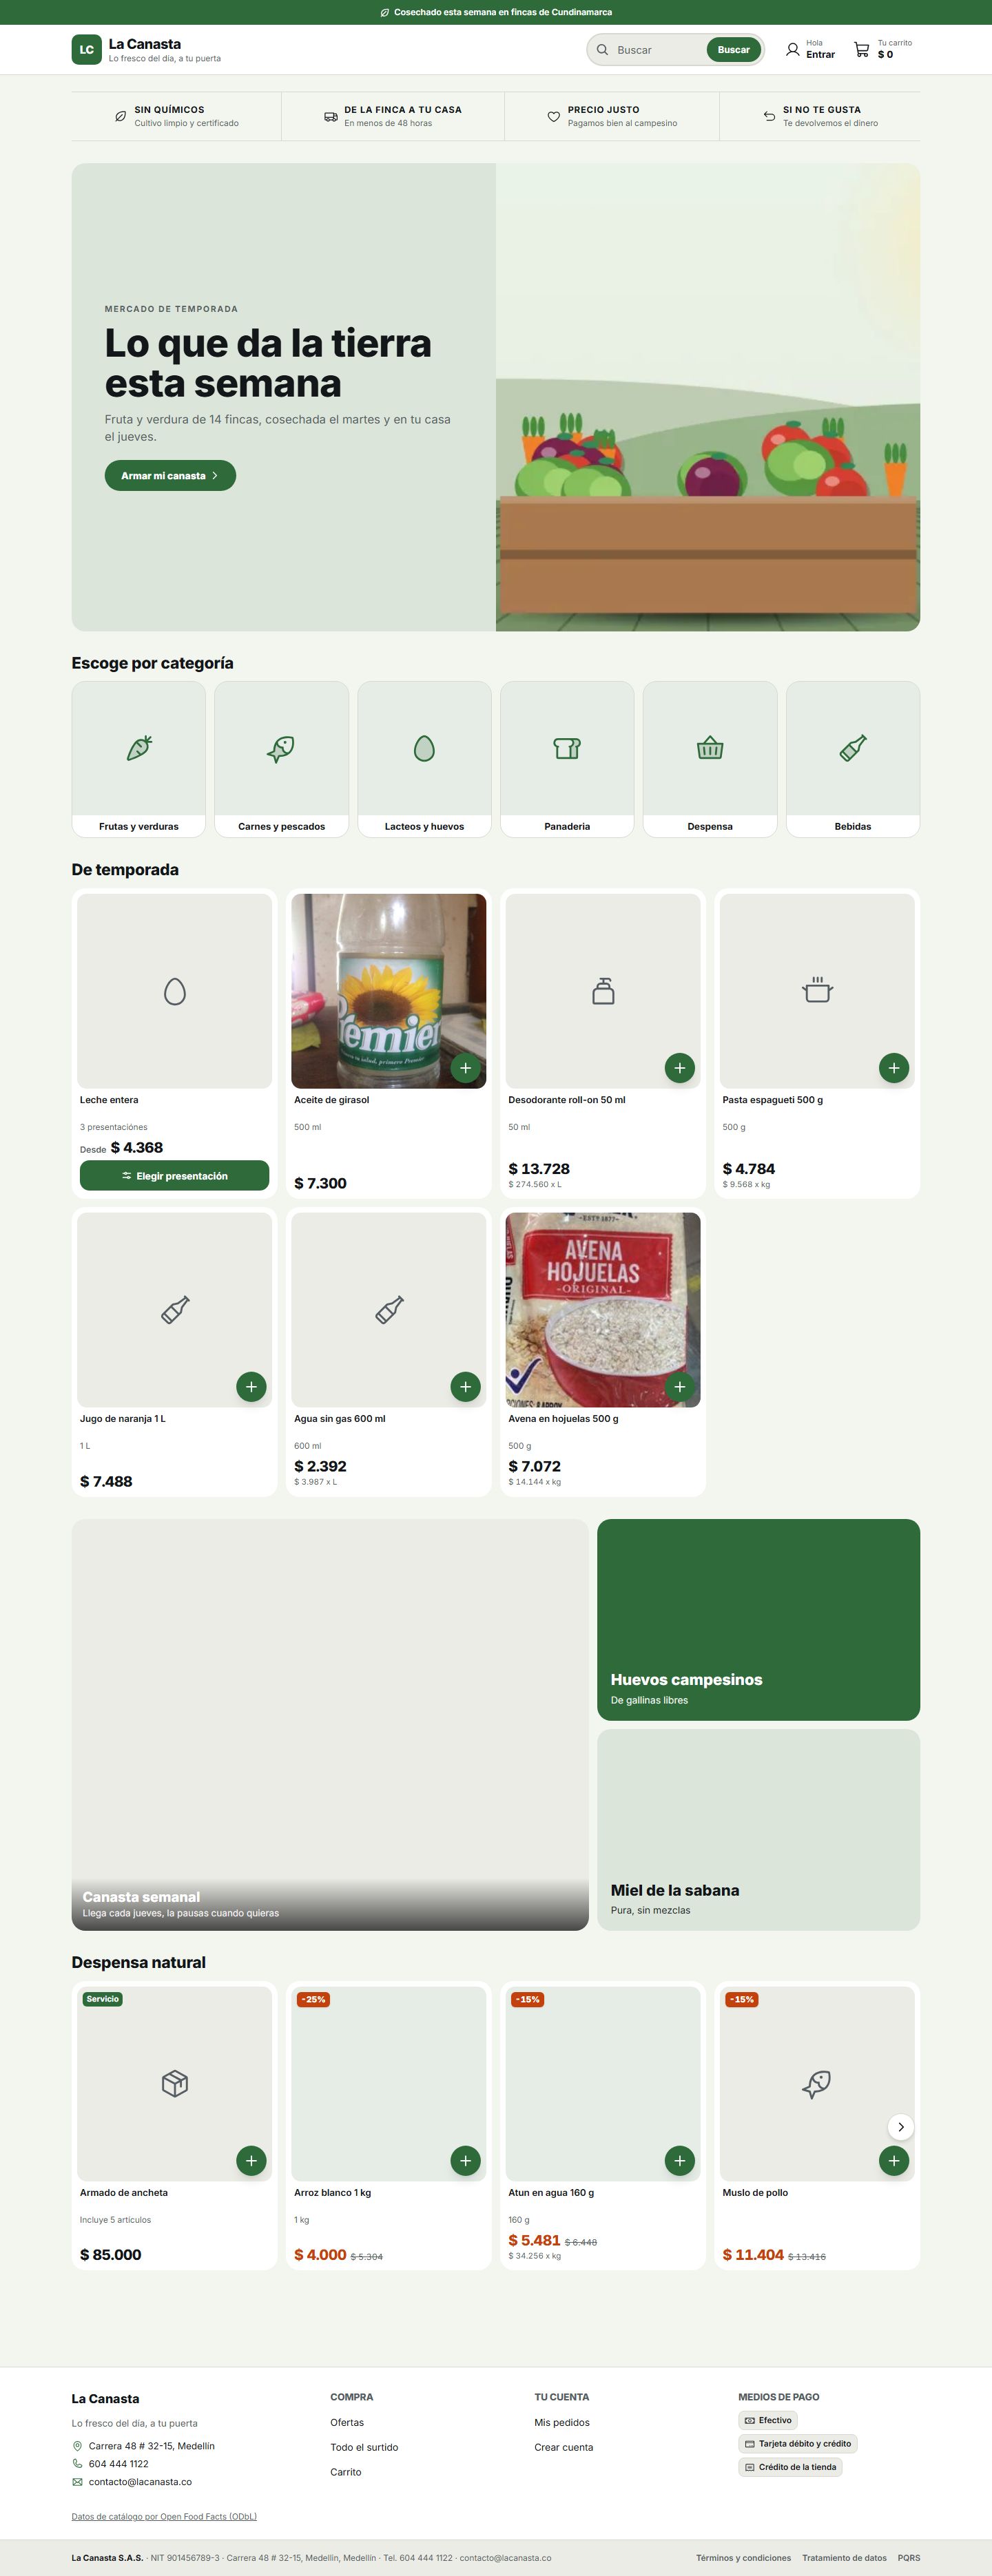 Cosechado esta semana en fincas de Cundinamarca
LC
La Canasta
Lo fresco del día, a tu puerta
Buscar
Buscar
Hola
Entrar
Tu carrito
$ 0
SIN QUÍMICOS
Cultivo limpio y certificado
DE LA FINCA A TU CASA
En menos de 48 horas
PRECIO JUSTO
Pagamos bien al campesino
SI NO TE GUSTA
Te devolvemos el dinero
MERCADO DE TEMPORADA
Lo que da la tierra
esta semana
Fruta y verdura de 14 fincas, cosechada el martes y en tu casa
el jueves.
Armar mi canasta
Escoge por categoría
Frutas y verduras
Carnes y pescados
Lacteos y huevos
Panaderia
Despensa
Bebidas
De temporada
Leche entera
3 presentaciónes
Desde $ 4.368
Elegir presentación
Premier
Aceite de girasol
500 ml
$ 7.300
Desodorante roll-on 50 ml
50 ml
$ 13.728
$ 274.560 x L
Pasta espagueti 500 g
500 g
$ 4.784
$ 9.568 x kg
Jugo de naranja 1 L
1 L
$ 7.488
Agua sin gas 600 ml
600 ml
$ 2.392
$ 3.987 x L
ESTD 1877
AVENA
HOJUELAS
-ORIGINAL-
Avena en hojuelas 500 g
500 g
$ 7.072
$ 14.144 x kg
Canasta semanal
Llega cada jueves, la pausas cuando quieras
Huevos campesinos
De gallinas libres
Miel de la sabana
Pura, sin mezclas
Despensa natural
Servicio
Armado de ancheta
Incluye 5 artículos
$ 85.000
-25%
Arroz blanco 1 kg
1 kg
$ 4.000 $ 5.304
-15%
Atun en agua 160 g
160 g
$ 5.481 $ 6.448
$ 34.256 x kg
-15%
Muslo de pollo
$ 11.404 $ 13.416
La Canasta
Lo fresco del día, a tu puerta
Carrera 48 # 32-15, Medellín
604 444 1122
contacto@lacanasta.co
Datos de catálogo por Open Food Facts (ODbL)
COMPRA
Ofertas
Todo el surtido
Carrito
TU CUENTA
Mis pedidos
Crear cuenta
MEDIOS DE PAGO
Efectivo
Tarjeta débito y crédito
Crédito de la tienda
La Canasta S.A.S. · NIT 901456789-3 · Carrera 48 # 32-15, Medellín, Medellín · Tel. 604 444 1122 · contacto@lacanasta.co
Términos y condiciones
Tratamiento de datos
PQRS